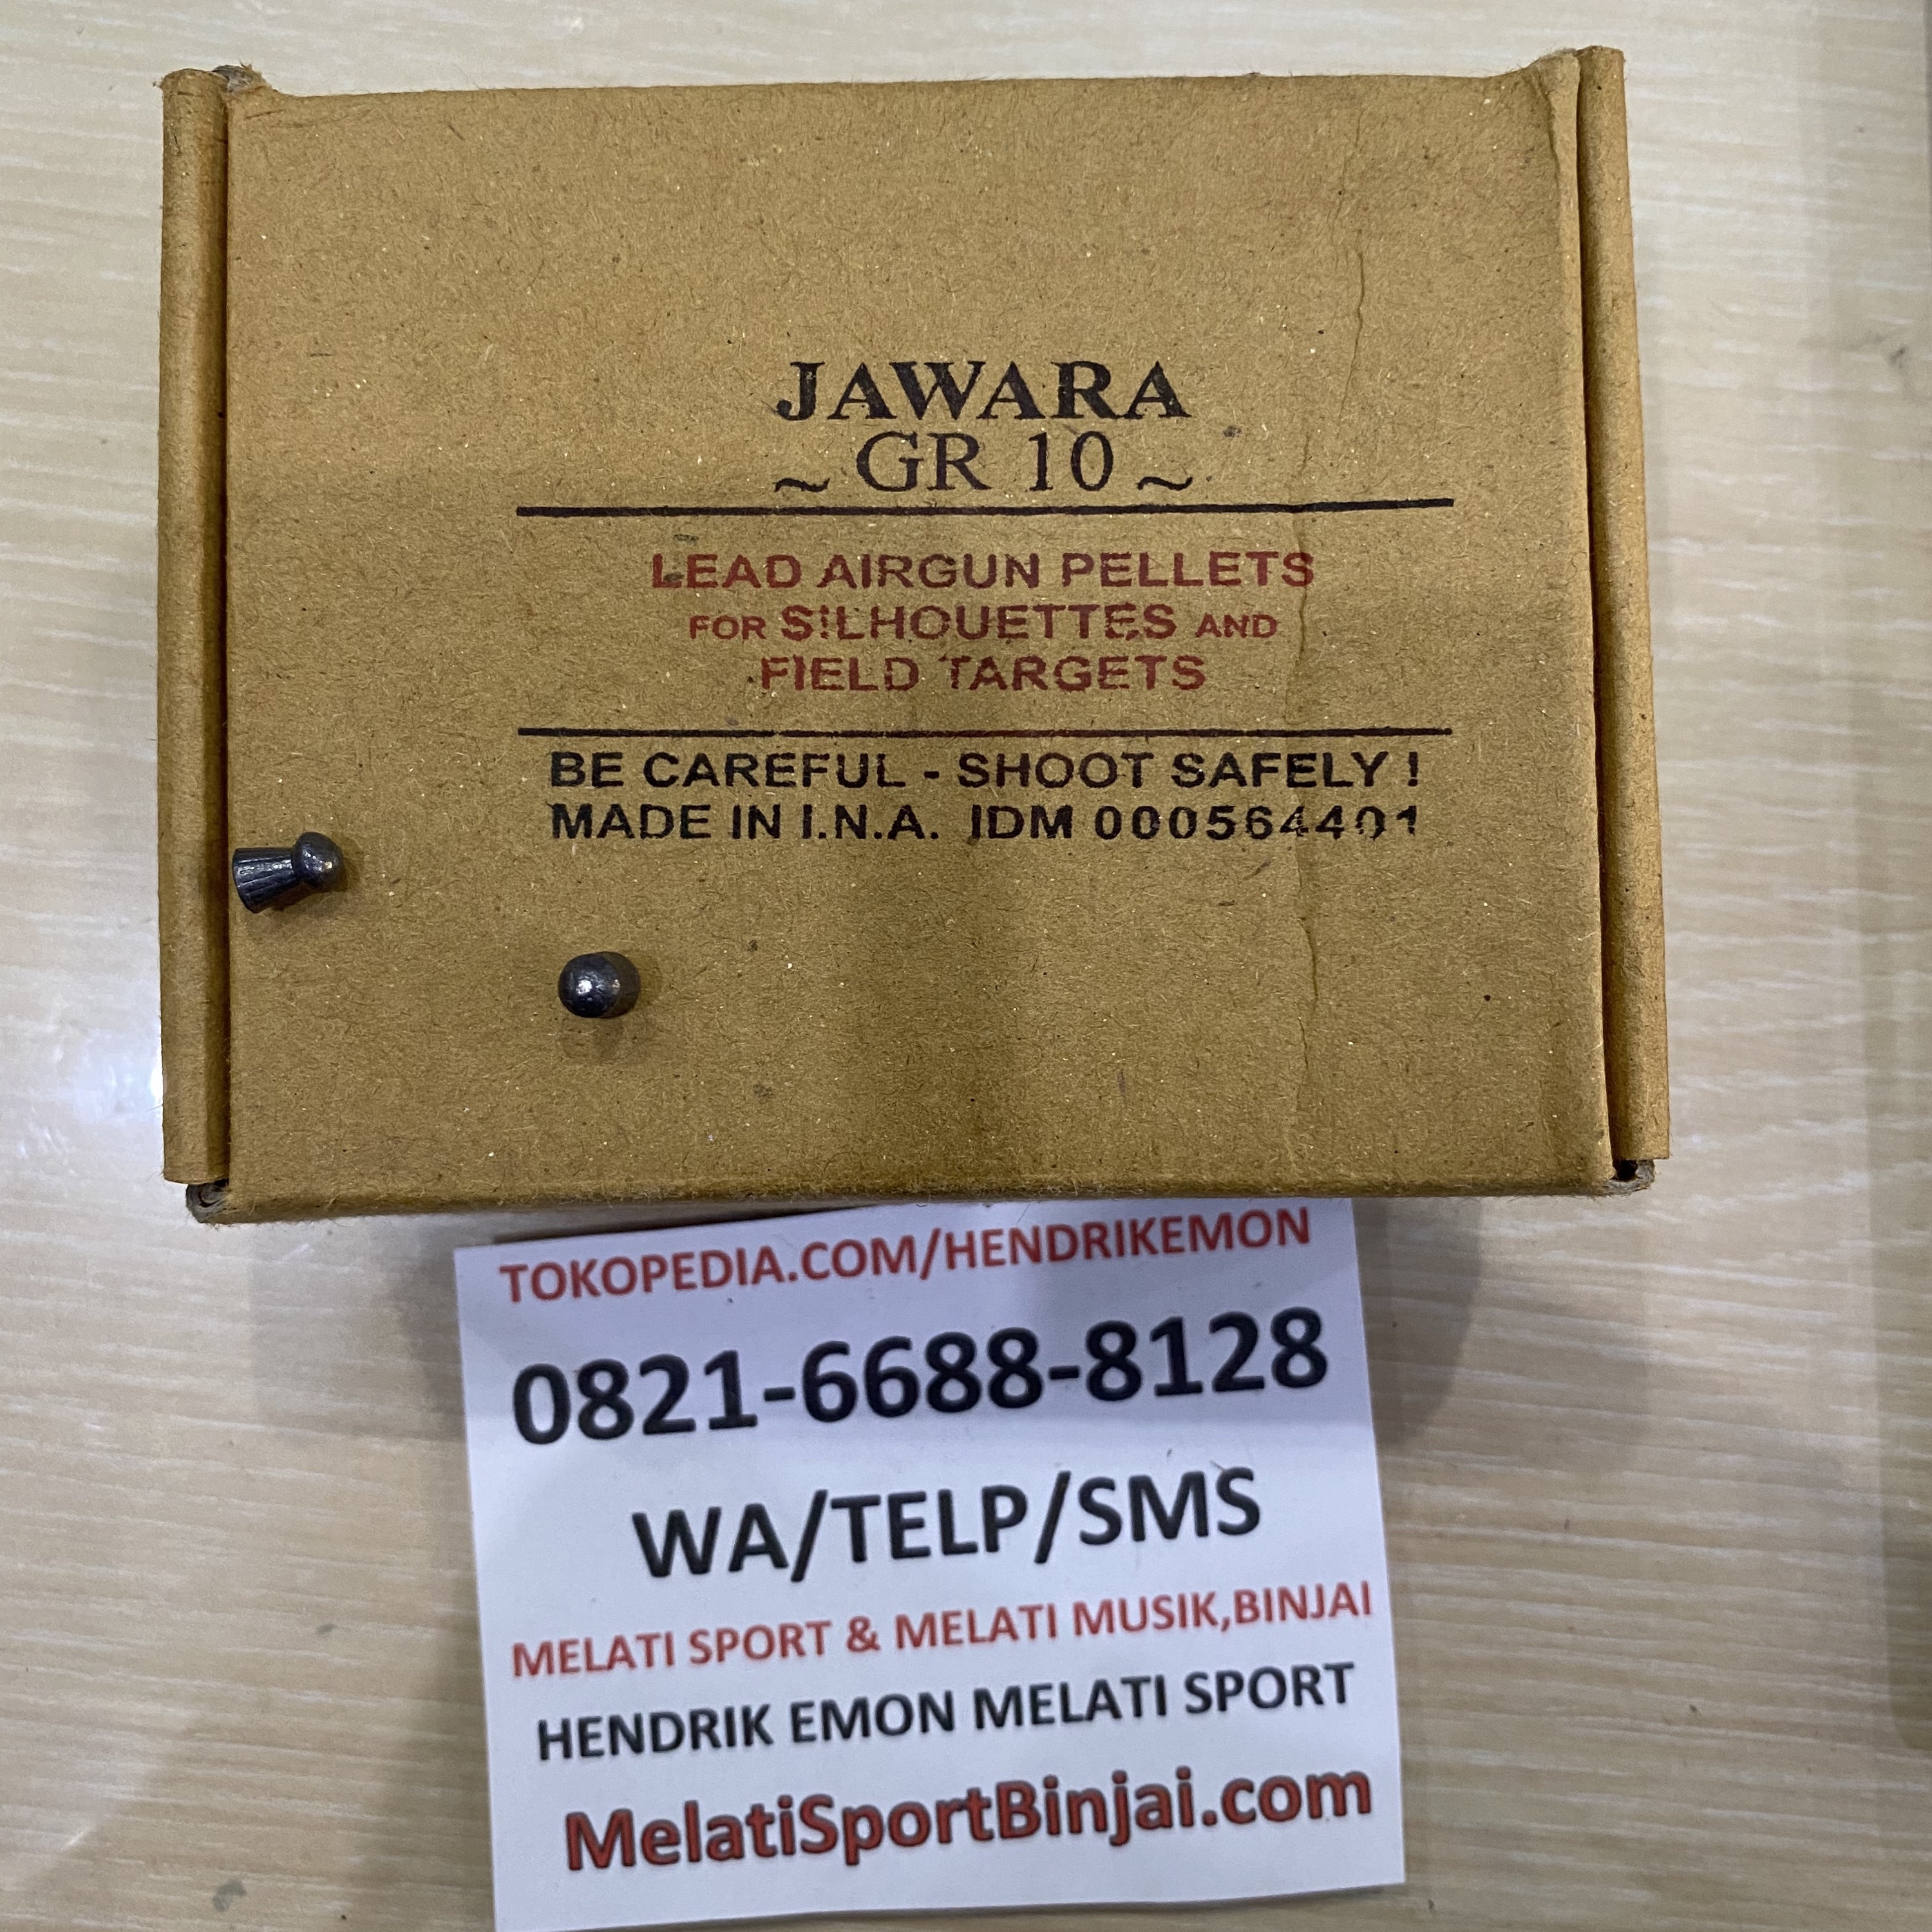 JAWARA
~ GR 10 ~
LEAD AIRGUN PELLETS
FOR SILHOUETTES AND
FIELD TARGETS
BE CAREFUL - SHOOT SAFELY !
MADE IN I.N.A. IDM 000564401
TOKOPEDIA.COM/HENDRIKEMON
0821-6688-8128
WA/TELP/SMS
MELATI SPORT & MELATI MUSIK,BINJAI
HENDRIK EMON MELATI SPORT
MelatiSportBinjai.com